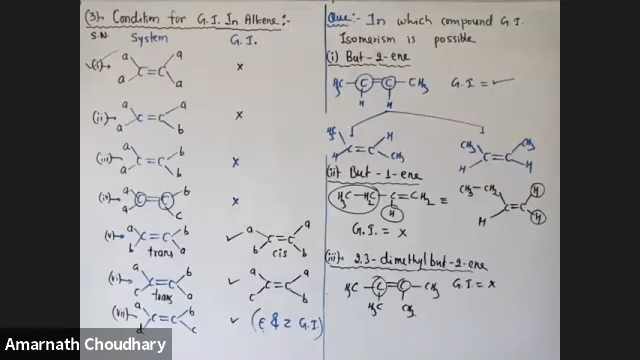 (3) Condition for G.I. In Alkene :-
S.N. System G.I.
(i) a a C=C a a x
(ii) a a C=C a b x
(iii) a a C=C b b x
(iv) a a C=C b c x
(v) a b C=C b a trans ✓ a b C=C a b cis
(vi) a c C=C b a trans ✓ a c C=C a b
(vii) a d C=C b c ✓ (E & Z G.I.)
Que:- In which compound G.I.
Isomerism is possible
(i) But-2-ene
H3C-C=C-CH3 G.I = ✓
H H
H3C H C=C H CH3
CH3 H C=C CH3 H
(ii) But-1-ene
H3C-H2C-C=CH2 = CH3-CH2 H C=C H H
H
G.I. = x
(iii) 2,3-dimethyl but-2-ene
H3C-C=C-CH3 G.I = x
H3C CH3
Amarnath Choudhary